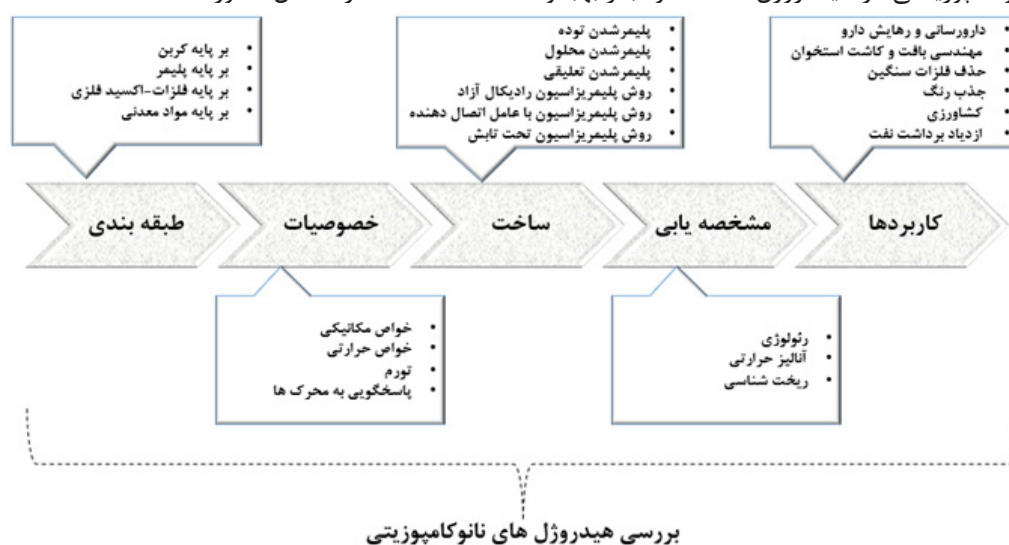 بر پایه کربن
بر پایه پلیمر
بر پایه فلزات-اکسید فلزی
بر پایه مواد معدنی
پلیمرشدن توده
پلیمرشدن محلول
پلیمرشدن تعلیقی
روش پلیمریزاسیون رادیکال آزاد
روش پلیمریزاسیون با عامل اتصال دهنده
روش پلیمریزاسیون تحت تابش
دارورسانی و رهایش دارو
مهندسی بافت و کاشت استخوان
حذف فلزات سنگین
جذب رنگ
کشاورزی
ازدیاد برداشت نفت
طبقه بندی
خصوصیات
ساخت
مشخصه یابی
کاربردها
خواص مکانیکی
خواص حرارتی
تورم
پاسخگویی به محرک ها
رئولوژی
آنالیز حرارتی
ریخت شناسی
بررسی هیدروژل های نانوکامپوزیتی